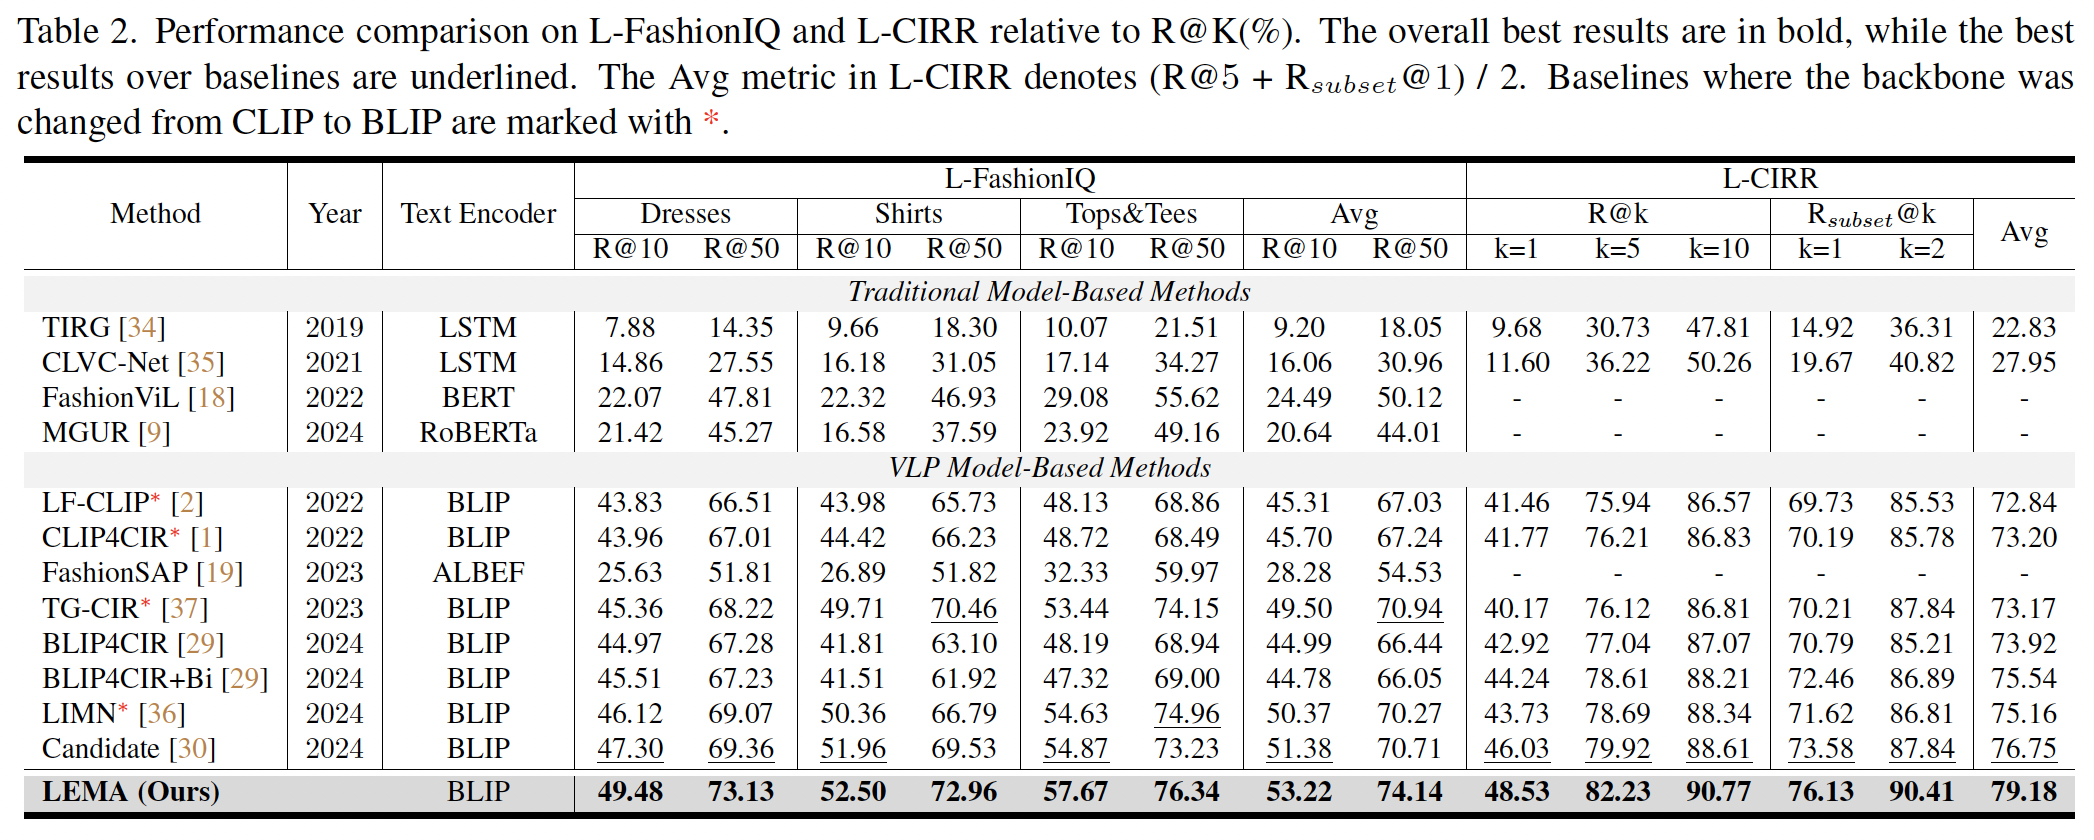 Table 2. Performance comparison on L-FashionIQ and L-CIRR relative to R@K(%). The overall best results are in bold, while the best
results over baselines are underlined. The Avg metric in L-CIRR denotes (R@5 + R_subset@1) / 2. Baselines where the backbone was
changed from CLIP to BLIP are marked with *.
Method Year Text Encoder L-FashionIQ L-CIRR
Dresses Shirts Tops&Tees Avg R@k R_subset@k Avg
R@10 R@50 R@10 R@50 R@10 R@50 R@10 R@50 k=1 k=5 k=10 k=1 k=2
Traditional Model-Based Methods
TIRG [34] 2019 LSTM 7.88 14.35 9.66 18.30 10.07 21.51 9.20 18.05 9.68 30.73 47.81 14.92 36.31 22.83
CLVC-Net [35] 2021 LSTM 14.86 27.55 16.18 31.05 17.14 34.27 16.06 30.96 11.60 36.22 50.26 19.67 40.82 27.95
FashionViL [18] 2022 BERT 22.07 47.81 22.32 46.93 29.08 55.62 24.49 50.12 - - - - - -
MGUR [9] 2024 RoBERTa 21.42 45.27 16.58 37.59 23.92 49.16 20.64 44.01 - - - - - -
VLP Model-Based Methods
LF-CLIP* [2] 2022 BLIP 43.83 66.51 43.98 65.73 48.13 68.86 45.31 67.03 41.46 75.94 86.57 69.73 85.53 72.84
CLIP4CIR* [1] 2022 BLIP 43.96 67.01 44.42 66.23 48.72 68.49 45.70 67.24 41.77 76.21 86.83 70.19 85.78 73.20
FashionSAP [19] 2023 ALBEF 25.63 51.81 26.89 51.82 32.33 59.97 28.28 54.53 - - - - - -
TG-CIR* [37] 2023 BLIP 45.36 68.22 49.71 70.46 53.44 74.15 49.50 70.94 40.17 76.12 86.81 70.21 87.84 73.17
BLIP4CIR [29] 2024 BLIP 44.97 67.28 41.81 63.10 48.19 68.94 44.99 66.44 42.92 77.04 87.07 70.79 85.21 73.92
BLIP4CIR+Bi [29] 2024 BLIP 45.51 67.23 41.51 61.92 47.32 69.00 44.78 66.05 44.24 78.61 88.21 72.46 86.89 75.54
LIMN* [36] 2024 BLIP 46.12 69.07 50.36 66.79 54.63 74.96 50.37 70.27 43.73 78.69 88.34 71.62 86.81 75.16
Candidate [30] 2024 BLIP 47.30 69.36 51.96 69.53 54.87 73.23 51.38 70.71 46.03 79.92 88.61 73.58 87.84 76.75
LEMA (Ours) BLIP 49.48 73.13 52.50 72.96 57.67 76.34 53.22 74.14 48.53 82.23 90.77 76.13 90.41 79.18